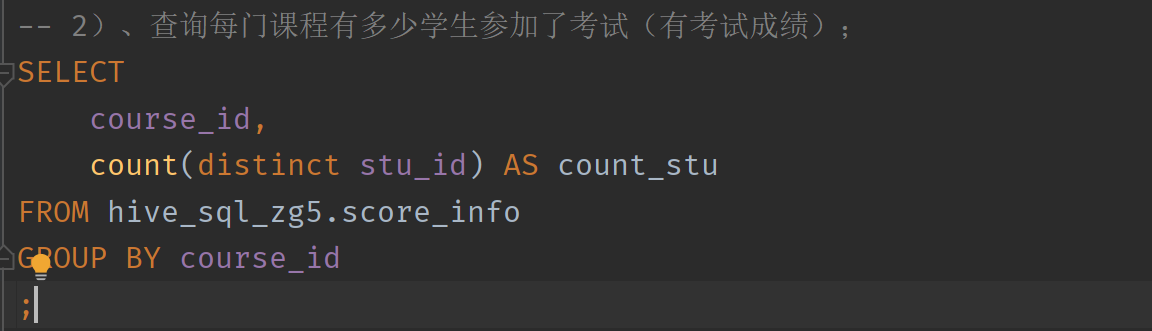 -- 2）、查询每门课程有多少学生参加了考试（有考试成绩）；
SELECT
    course_id,
    count(distinct stu_id) AS count_stu
FROM hive_sql_zg5.score_info
GROUP BY course_id
;